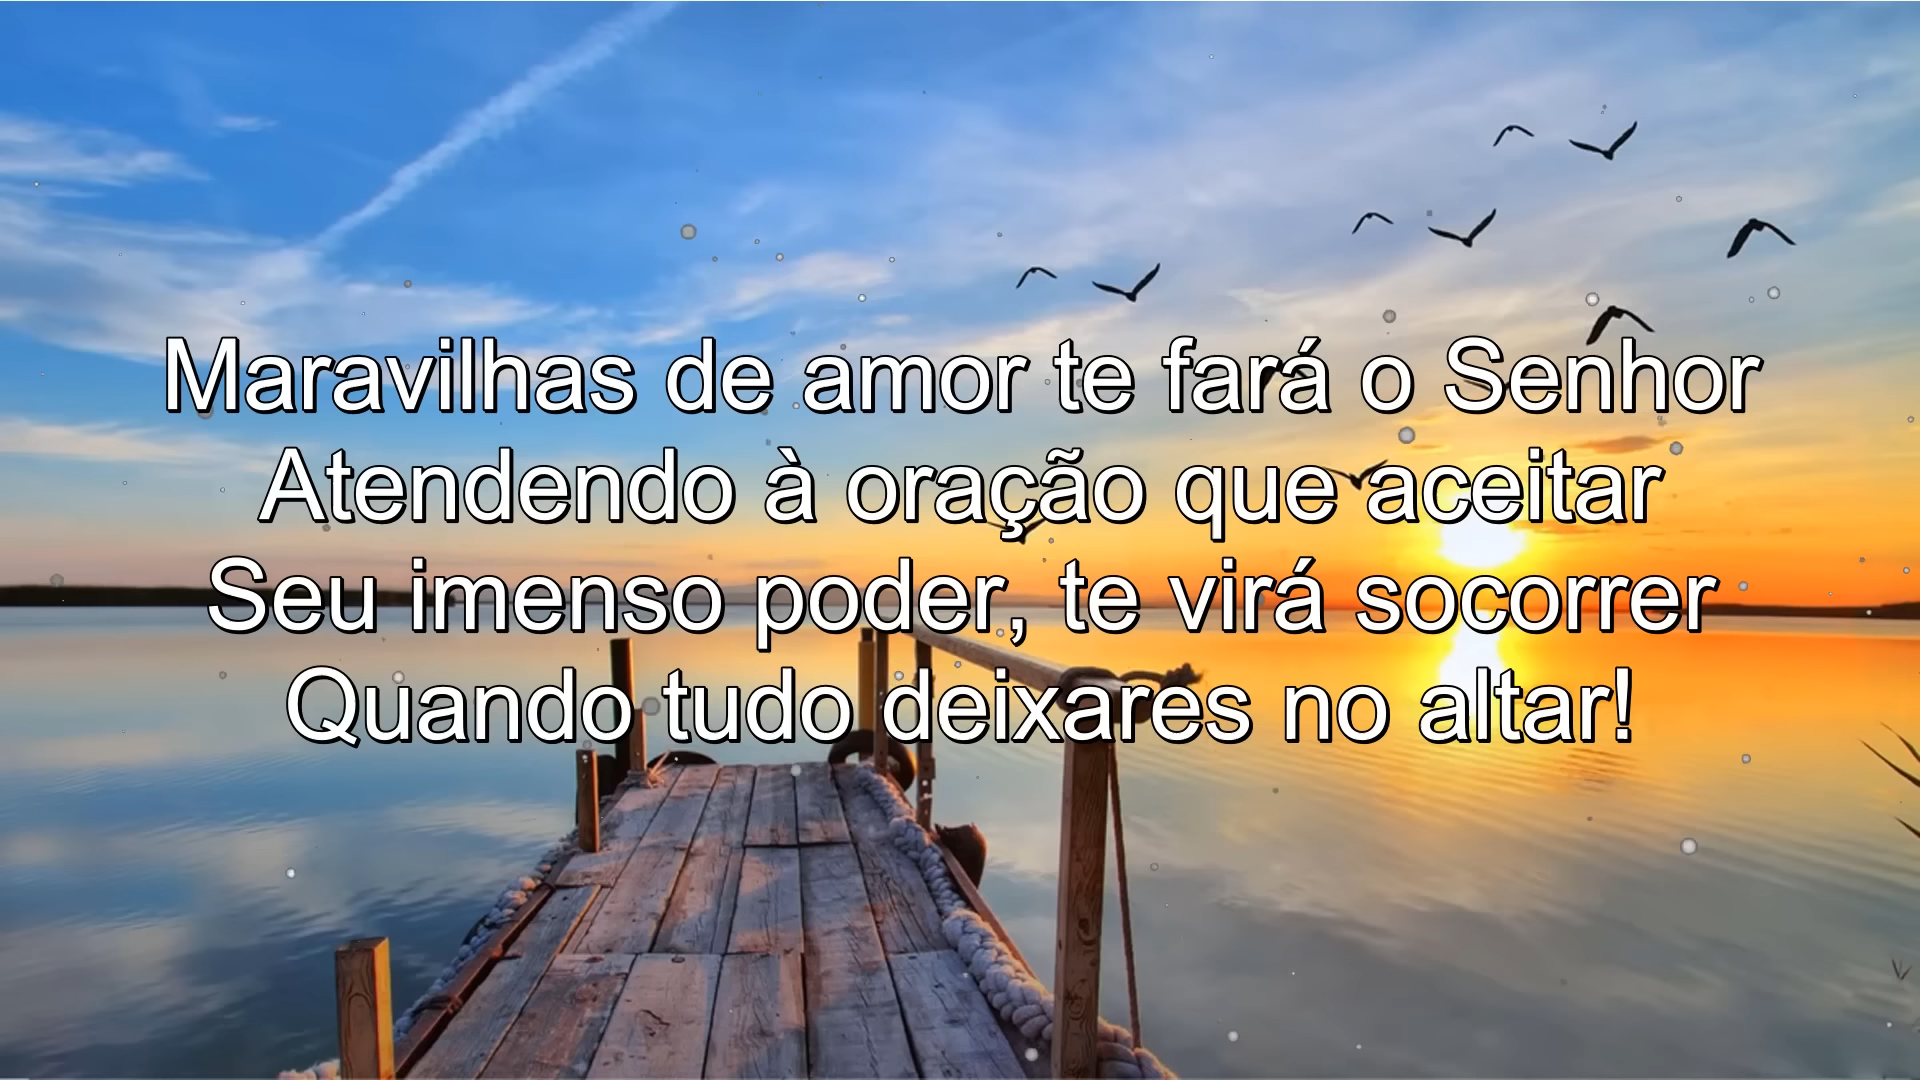 Maravilhas de amor te fará o Senhor
Atendendo à oração que aceitar
Seu imenso poder, te virá socorrer
Quando tudo deixares no altar!